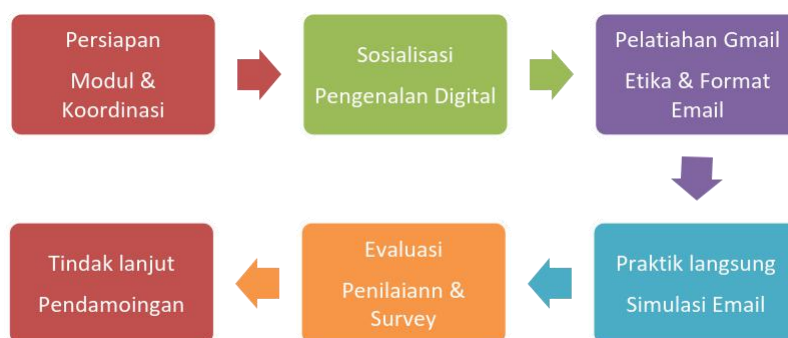 Persiapan
Modul &
Koordinasi
Sosialisasi
Pengenalan Digital
Pelatiahan Gmail
Etika & Format
Email
Praktik langsung
Simulasi Email
Evaluasi
Penilaiann &
Survey
Tindak lanjut
Pendamoingan